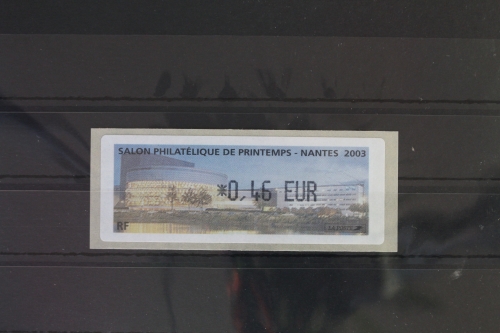 SALON PHILATÉLIQUE DE PRINTEMPS - NANTES 2003
*0,46 EUR
RF